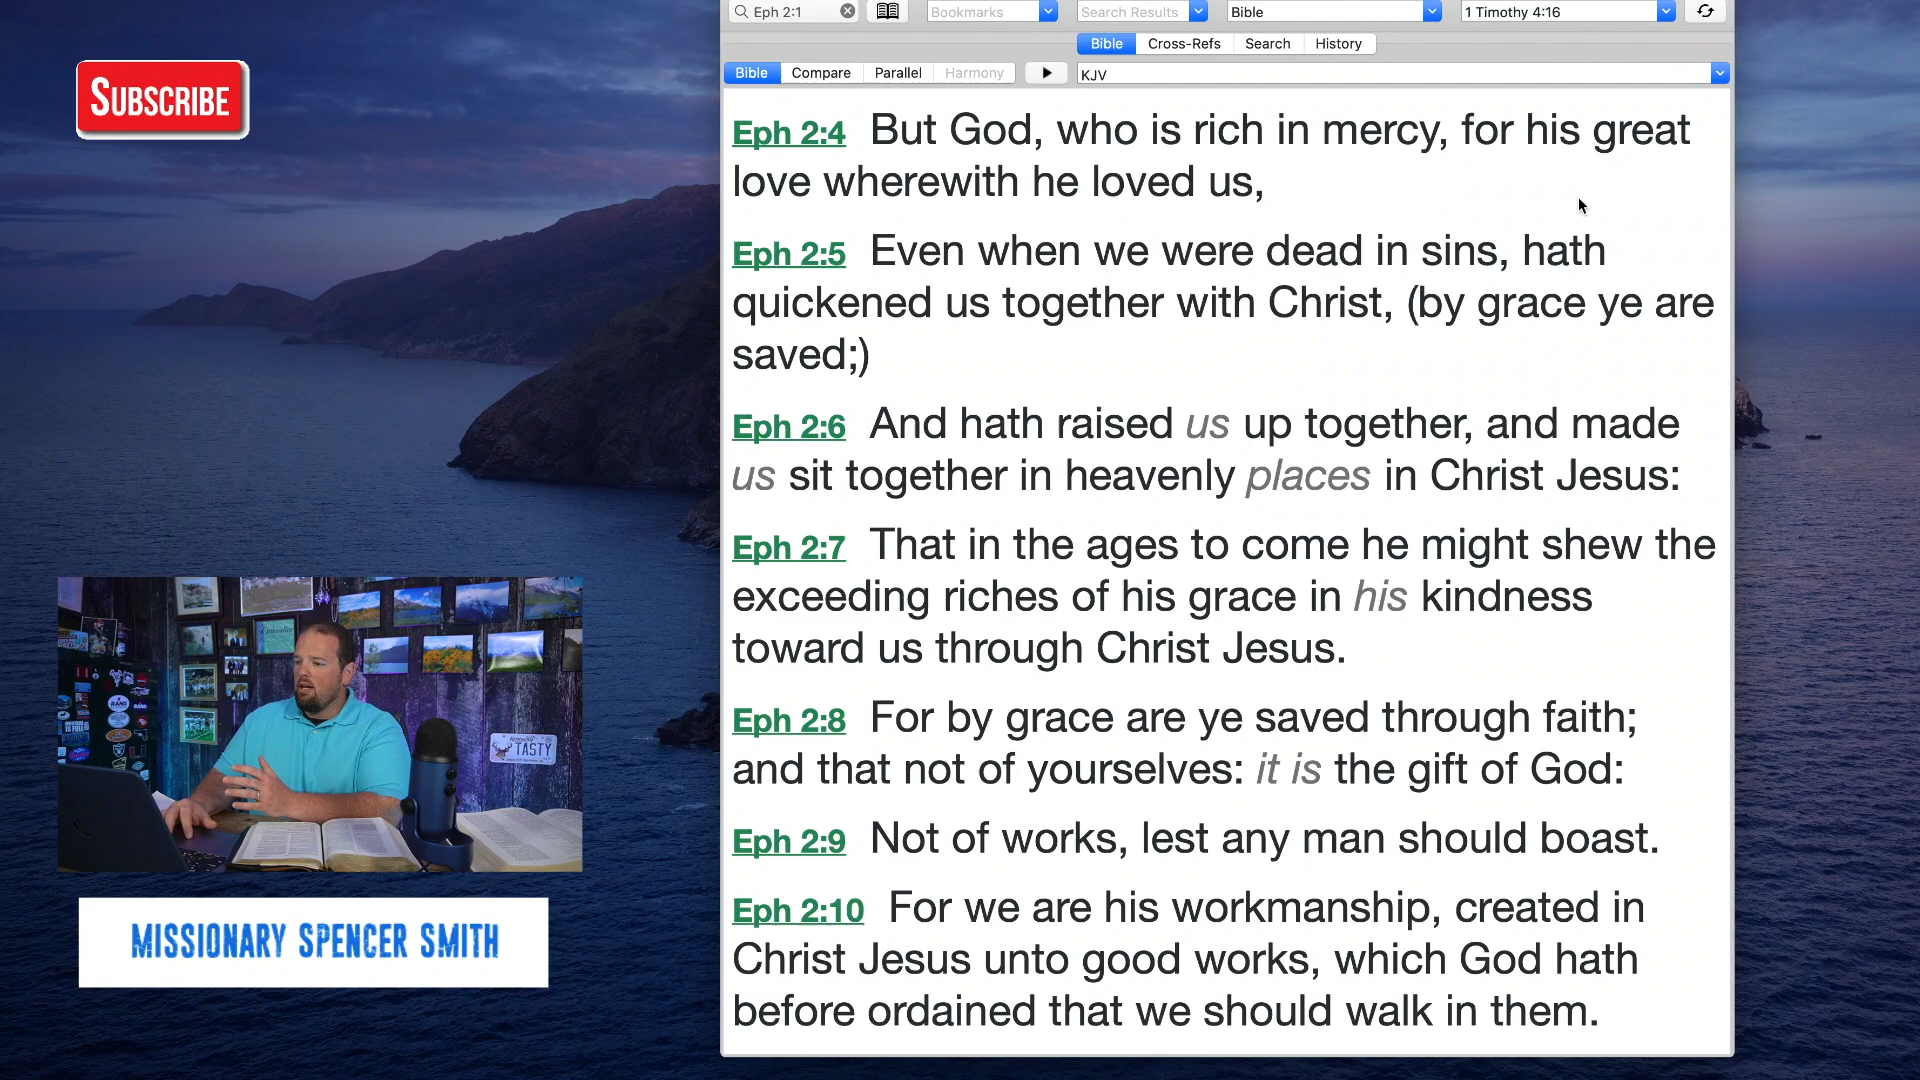 Eph 2:1
Bookmarks
Search Results
Bible
1 Timothy 4:16
Bible
Cross-Refs
Search
History
Bible
Compare
Parallel
Harmony
KJV
SUBSCRIBE
Eph 2:4 But God, who is rich in mercy, for his great
love wherewith he loved us,
Eph 2:5 Even when we were dead in sins, hath
quickened us together with Christ, (by grace ye are
saved;)
Eph 2:6 And hath raised us up together, and made
us sit together in heavenly places in Christ Jesus:
Eph 2:7 That in the ages to come he might shew the
exceeding riches of his grace in his kindness
toward us through Christ Jesus.
Eph 2:8 For by grace are ye saved through faith;
and that not of yourselves: it is the gift of God:
Eph 2:9 Not of works, lest any man should boast.
Eph 2:10 For we are his workmanship, created in
Christ Jesus unto good works, which God hath
before ordained that we should walk in them.
TASTY
MISSIONARY SPENCER SMITH